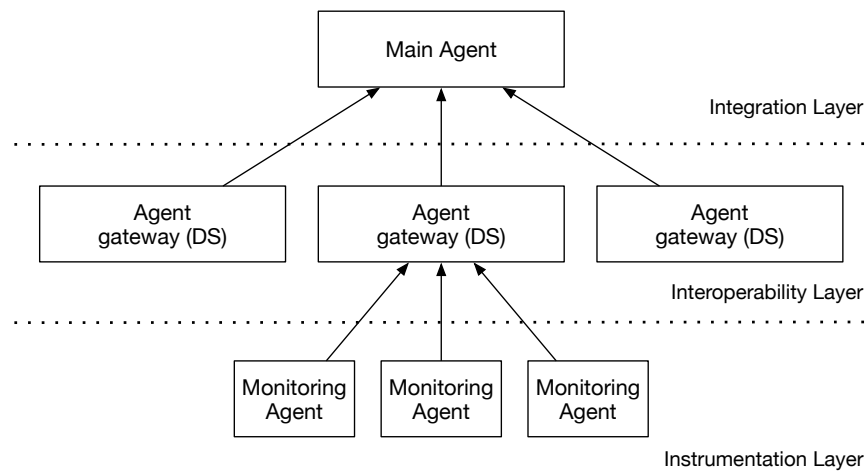 Main Agent
Integration Layer
Agent
gateway (DS)
Agent
gateway (DS)
Agent
gateway (DS)
Interoperability Layer
Monitoring
Agent
Monitoring
Agent
Monitoring
Agent
Instrumentation Layer